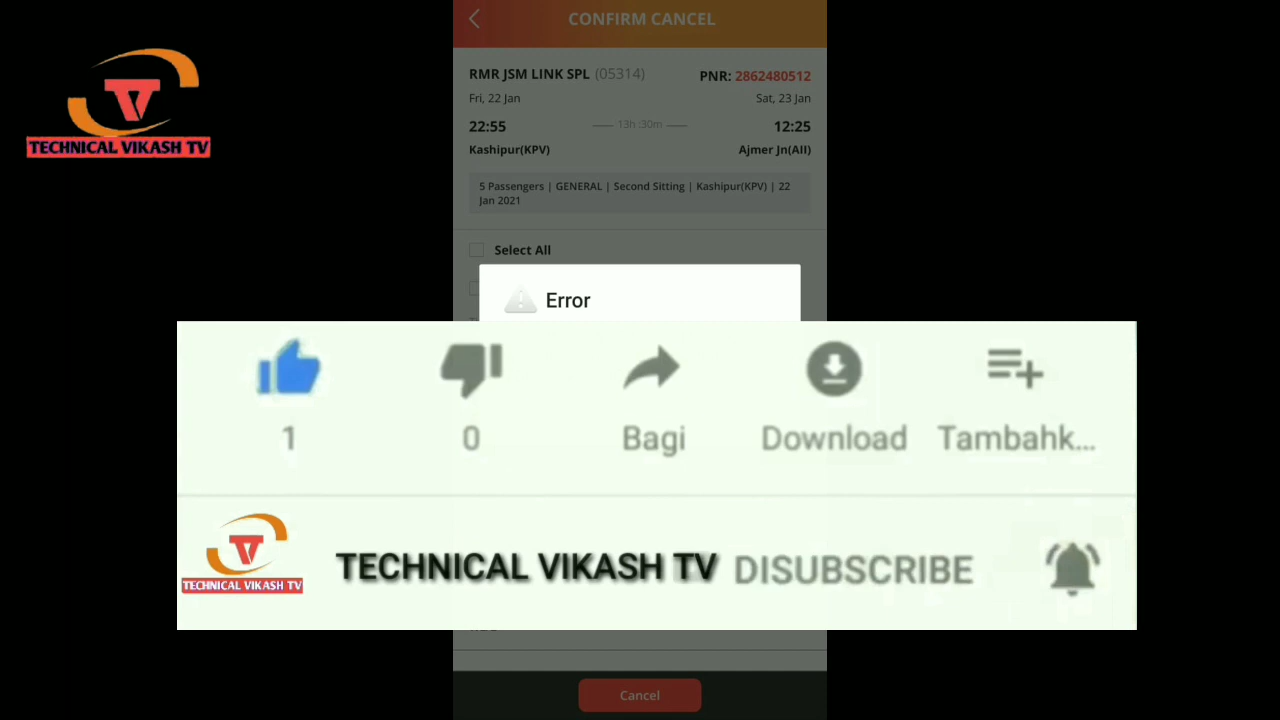 CONFIRM CANCEL
TECHNICAL VIKASH TV
RMR JSM LINK SPL (05314) PNR: 2862480512
Fri, 22 Jan Sat, 23 Jan
22:55 13h :30m 12:25
Kashipur(KPV) Ajmer Jn(AII)
5 Passengers | GENERAL | Second Sitting | Kashipur(KPV) | 22
Jan 2021
Select All
Error
1 0 Bagi Download Tambahk...
TECHNICAL VIKASH TV
TECHNICAL VIKASH TV DISUBSCRIBE
Cancel